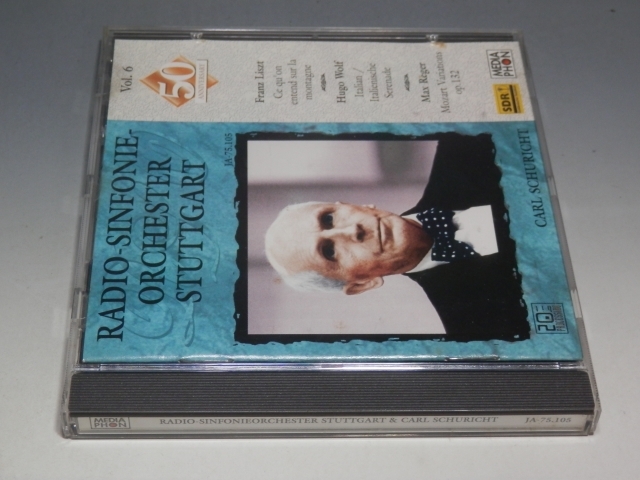 Vol. 6
50
Franz Liszt
Ce qu'on
entend sur la
montagne
Hugo Wolf
Italian/
Italienische
Serenade
Max Reger
Mozart Variations
op. 132
MEDIA
PHON
SDR
RADIO-SINFONIE-
ORCHESTER
STUTTGART
JA-75.105
CARL SCHURICHT
20
MEDIA
PHON
RADIO-SINFONIEORCHESTER STUTTGART & CARL SCHURICHT
JA-75.105